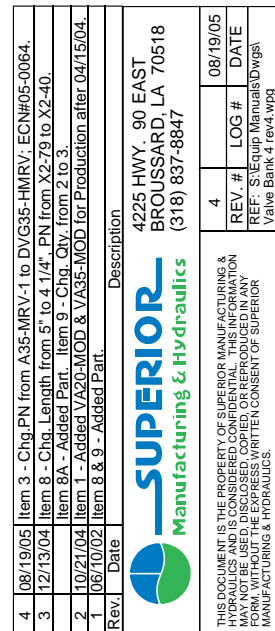 4 08/19/05 Item 3 - Chg.PN from A35-MRV-1 to DVG35-HMRV; ECN#05-0064.
3 12/13/04 Item 8 - Chg. Length from 5" to 4 1/4", PN from X2-79 to X2-40.
Item 8A - Added Part. Item 9 - Chg. Qty. from 2 to 3.
2 10/21/04 Item 1 - Added VA20-MOD & VA35-MOD for Production after 04/15/04.
1 06/10/02 Item 8 & 9 - Added Part.
Rev. Date Description
SUPERIOR
Manufacturing & Hydraulics
4225 HWY. 90 EAST
BROUSSARD, LA 70518
(318) 837-8847
THIS DOCUMENT IS THE PROPERTY OF SUPERIOR MANUFACTURING &
HYDRAULICS AND IS CONSIDERED CONFIDENTIAL. THIS INFORMATION
MAY NOT BE USED, DISCLOSED, COPIED, OR REPRODUCED IN ANY
FORM, WITHOUT THE EXPRESS WRITTEN CONSENT OF SUPERIOR
MANUFACTURING & HYDRAULICS.
4 08/19/05
REV. # LOG # DATE
REF: S:\Equip Manuals\Dwgs\
Valve Bank 4 rev4.wpg